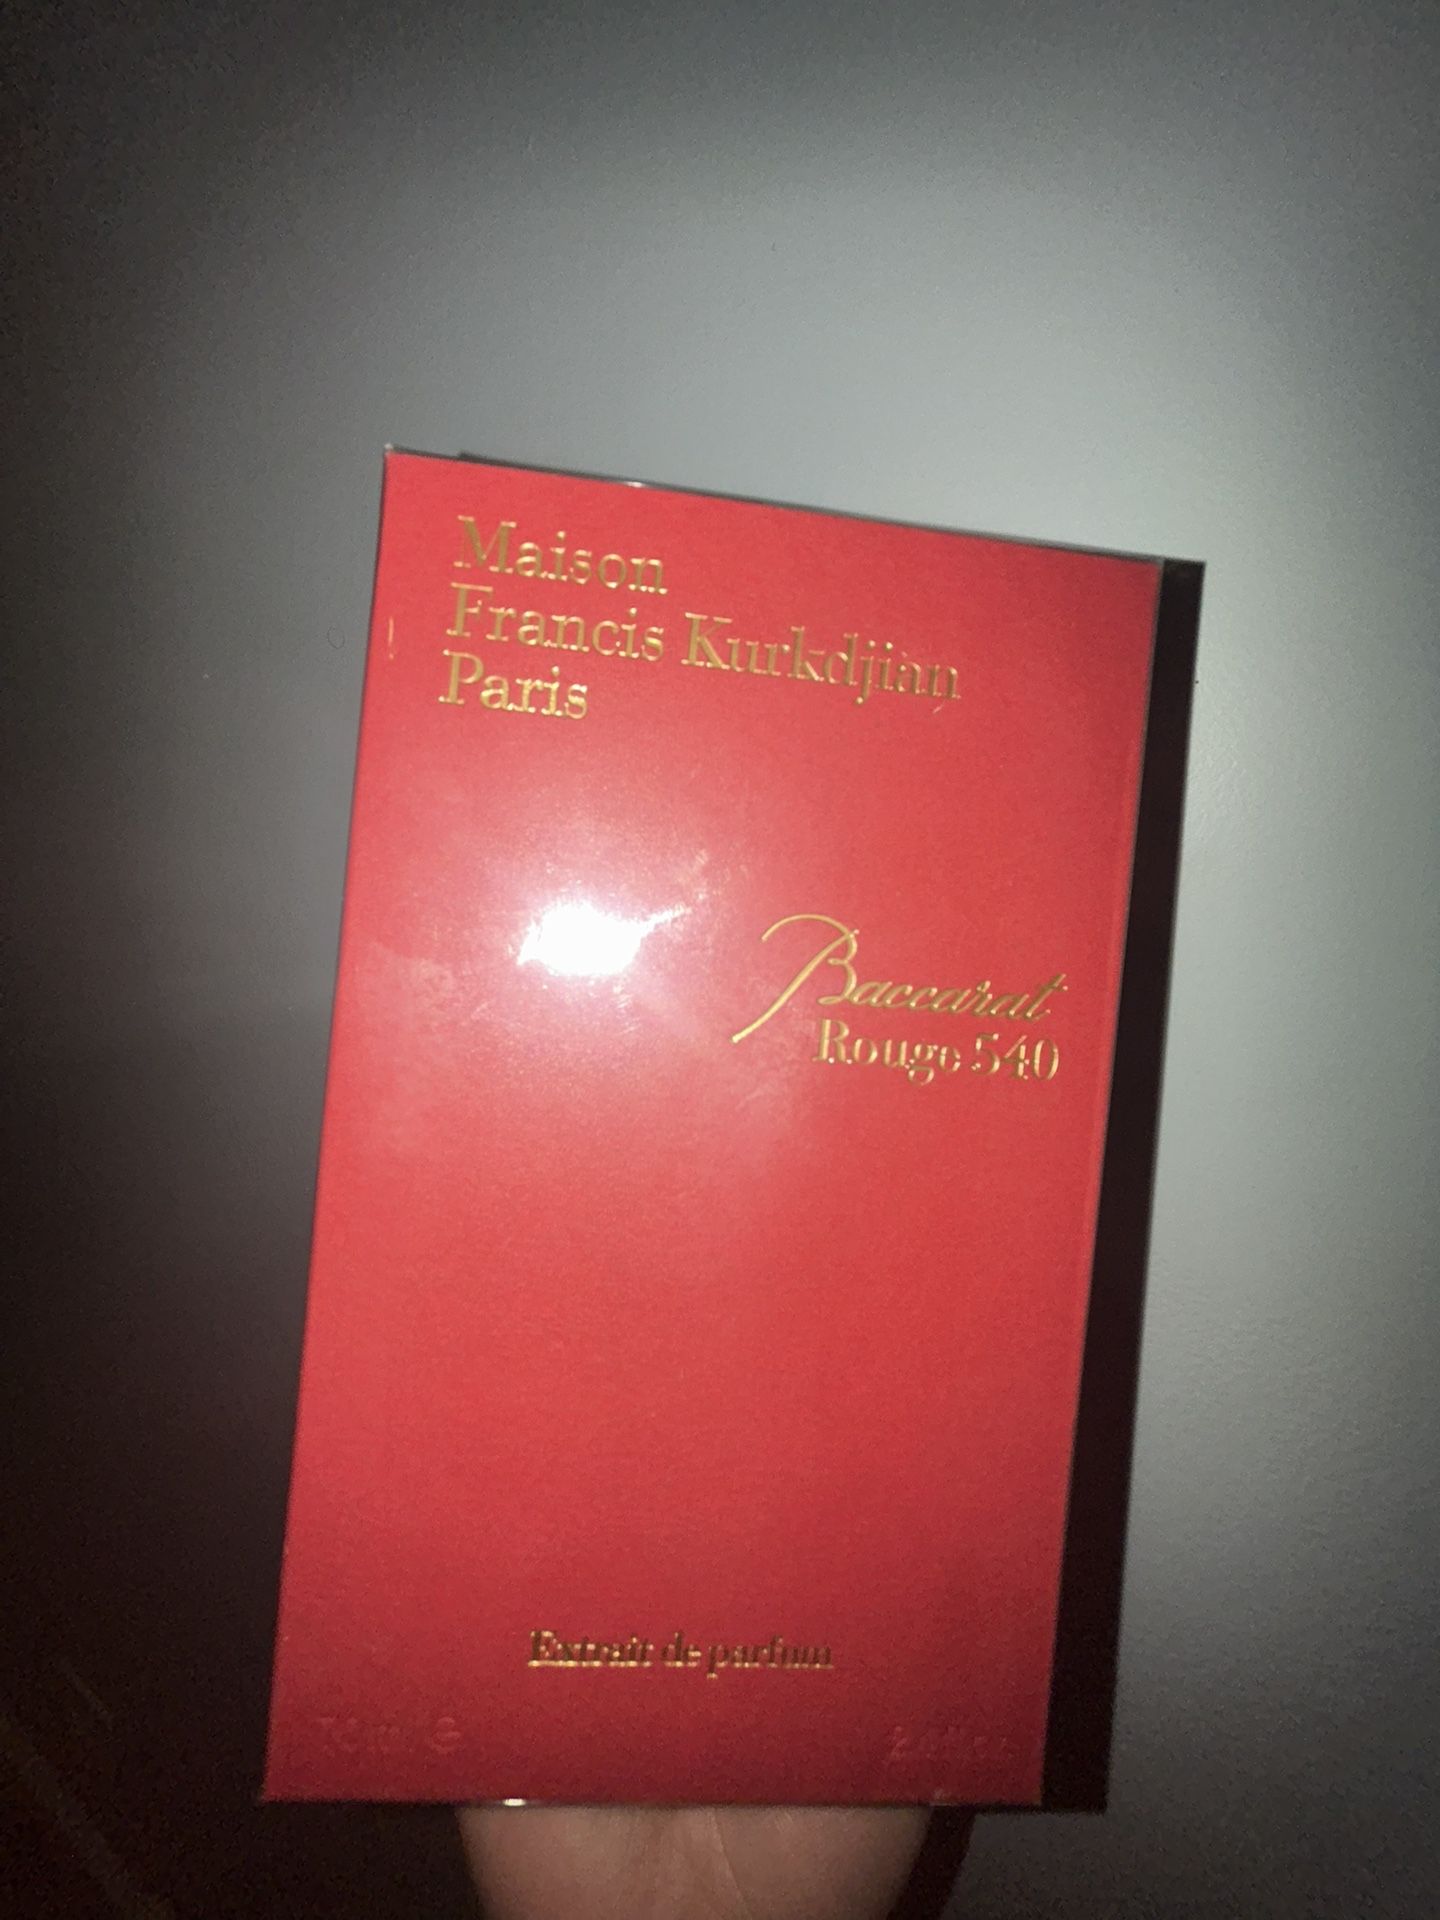 Maison
Francis Kurkdjian
Paris
Baccarat
Rouge 540
Extrait de parfum